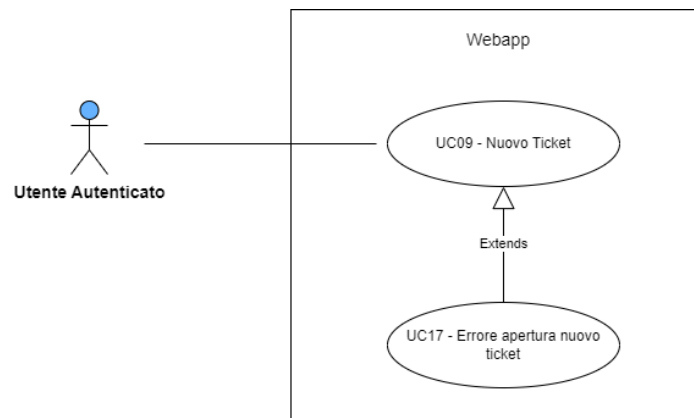 Webapp
UC09 - Nuovo Ticket
Utente Autenticato
Extends
UC17 - Errore apertura nuovo
ticket